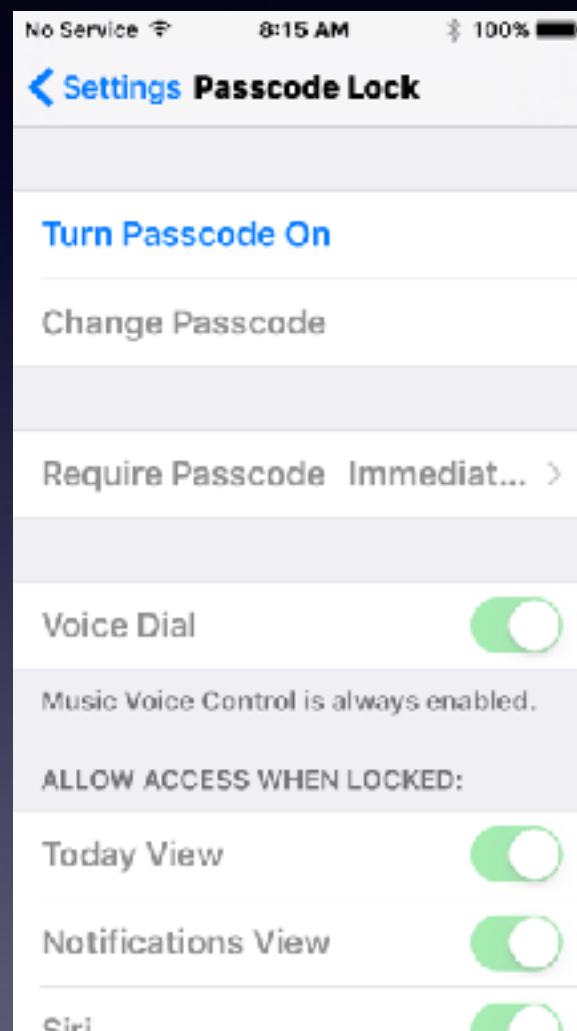 No Service 8:15 AM 100%
Settings Passcode Lock
Turn Passcode On
Change Passcode
Require Passcode Immediat...
Voice Dial
Music Voice Control is always enabled.
ALLOW ACCESS WHEN LOCKED:
Today View
Notifications View
Siri